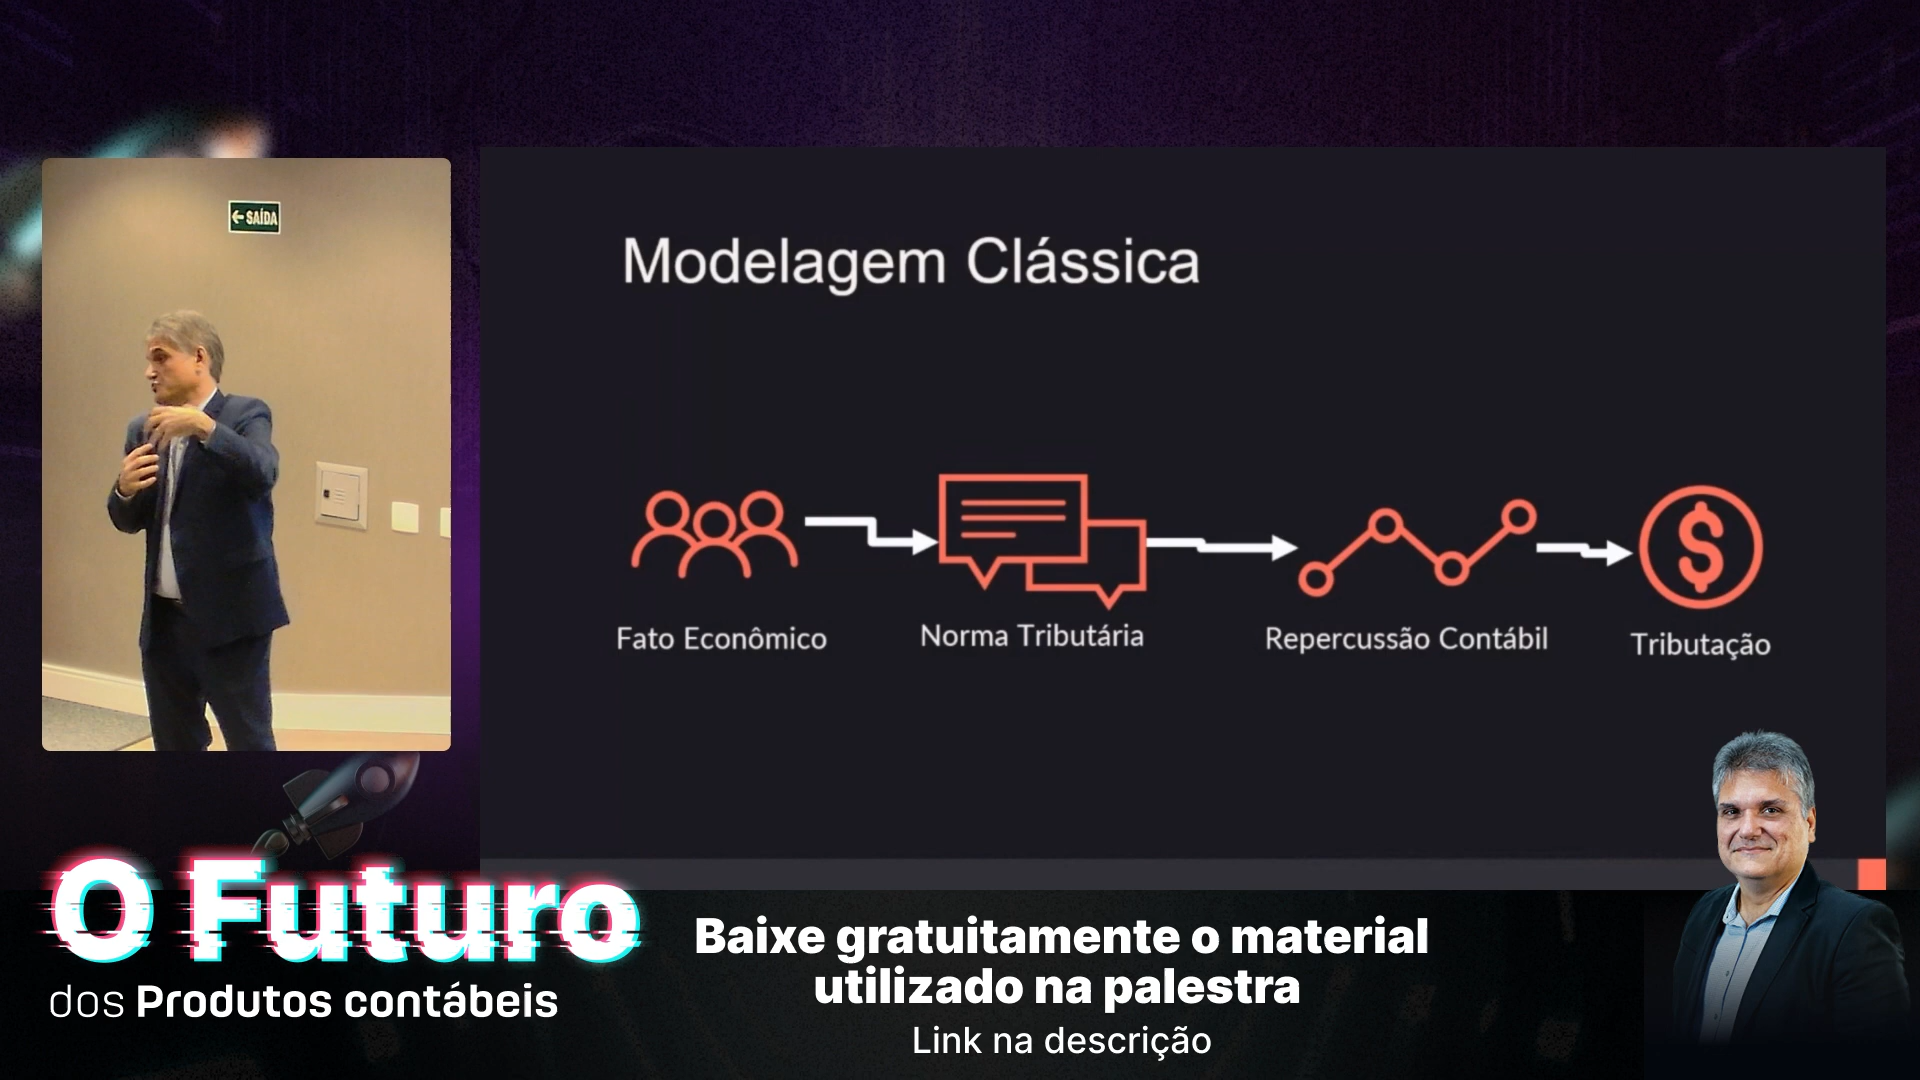 SAÍDA
Modelagem Clássica
Fato Econômico
Norma Tributária
Repercussão Contábil
Tributação
O Futuro
dos Produtos contábeis
Baixe gratuitamente o material
utilizado na palestra
Link na descrição